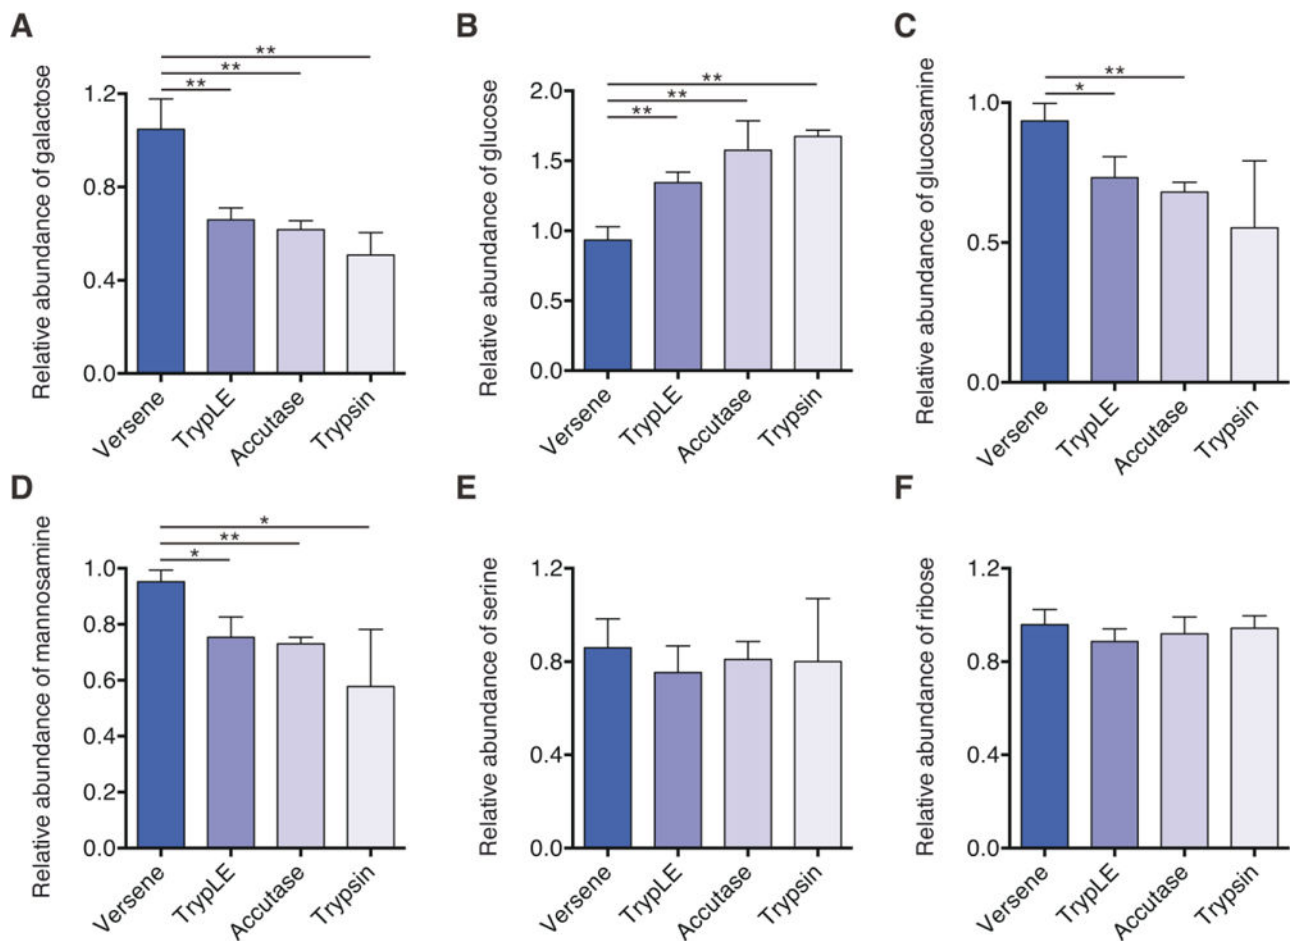 A
Relative abundance of galactose
**
**
**
1.2
0.8
0.4
0.0
Versene
TrypLE
Accutase
Trypsin
B
Relative abundance of glucose
**
**
**
2.0
1.5
1.0
0.5
0.0
Versene
TrypLE
Accutase
Trypsin
C
Relative abundance of glucosamine
**
*
1.0
0.5
0.0
Versene
TrypLE
Accutase
Trypsin
D
Relative abundance of mannosamine
*
**
*
1.0
0.8
0.6
0.4
0.2
0.0
Versene
TrypLE
Accutase
Trypsin
E
Relative abundance of serine
1.2
0.8
0.4
0.0
Versene
TrypLE
Accutase
Trypsin
F
Relative abundance of ribose
1.2
0.8
0.4
0.0
Versene
TrypLE
Accutase
Trypsin